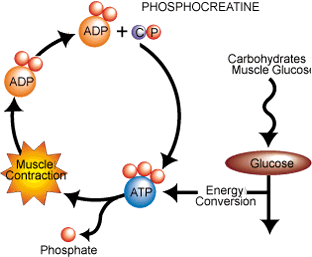 PHOSPHOCREATINE
ADP + C P
ADP
Carbohydrates
Muscle Glucose
Muscle
Contraction
ATP
Energy
Conversion
Glucose
Phosphate